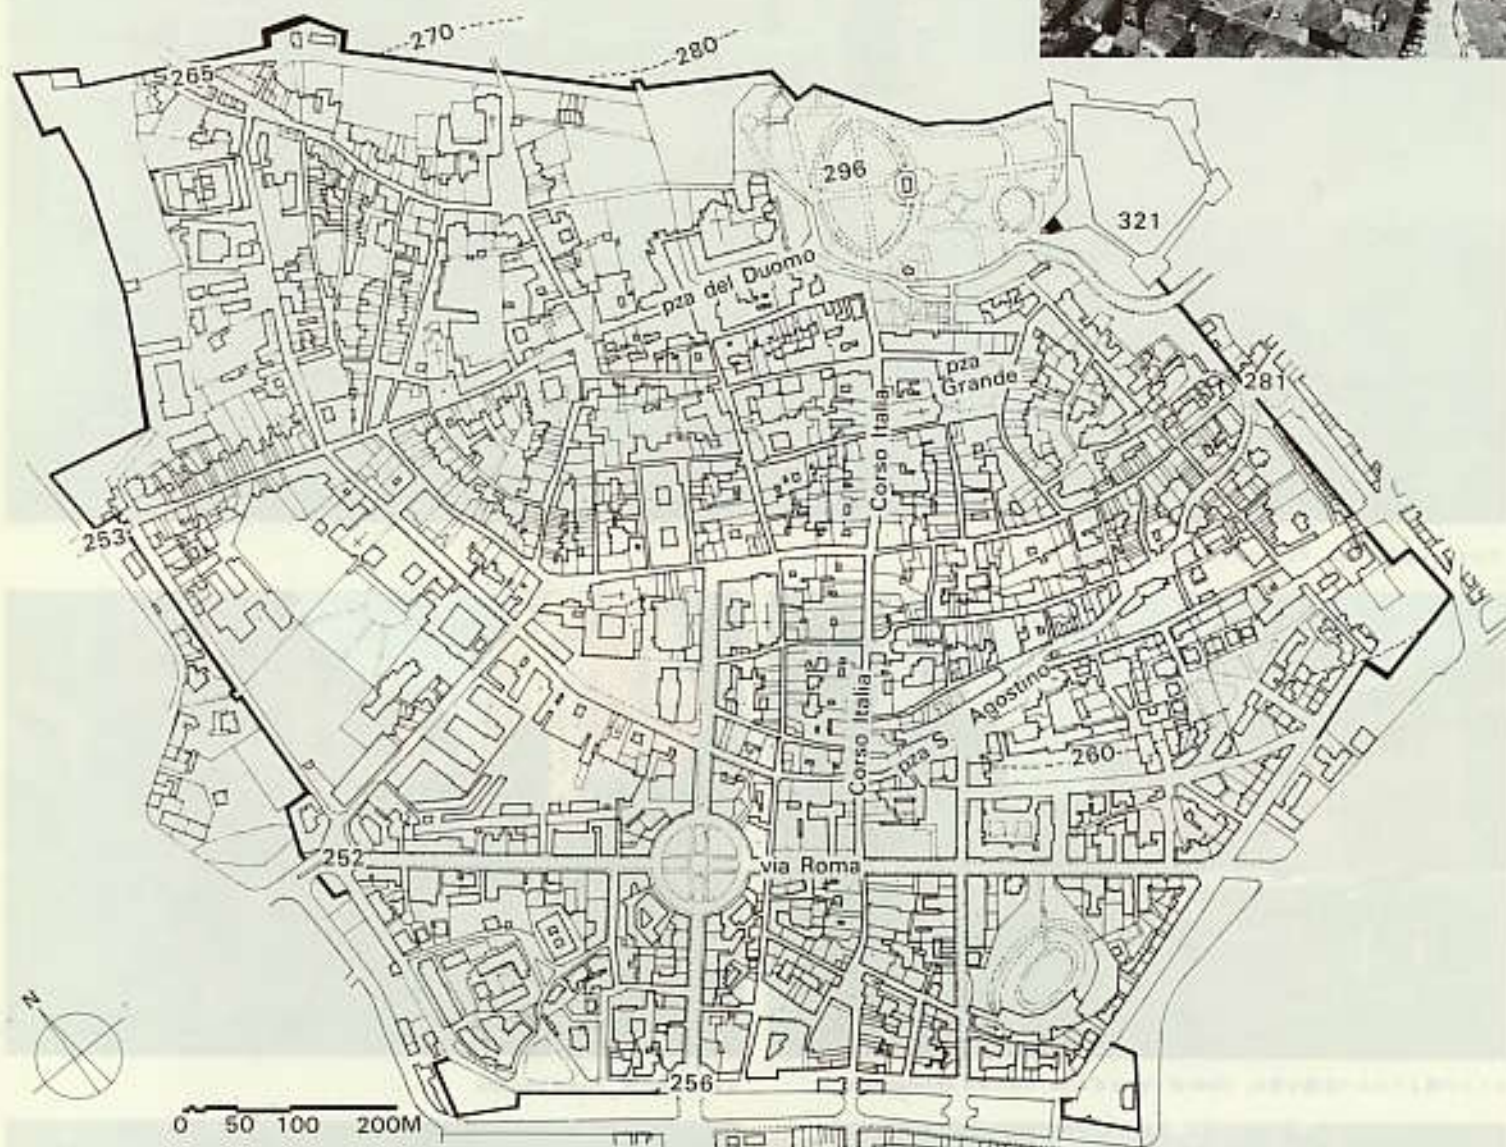 270
280
265
296
321
pza del Duomo
pza
Grande
281
Corso Italia
253
Agostino
Corso Italia
pza S
260
252
via Roma
N
256
0 50 100 200M